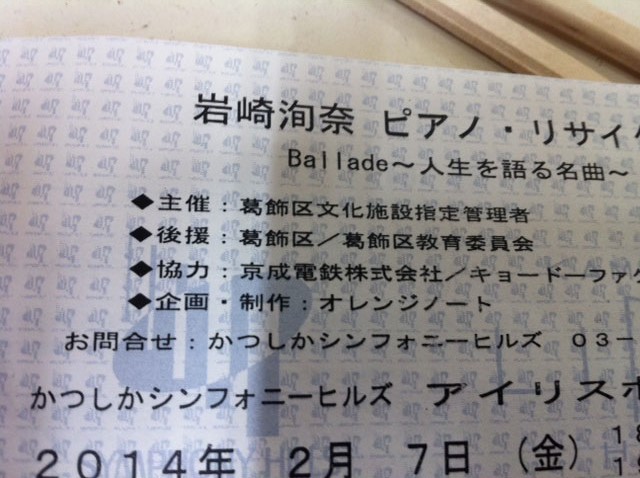 岩崎洵奈 ピアノ・リサイ
Ballade～人生を語る名曲～
◆主催：葛飾区文化施設指定管理者
◆後援：葛飾区／葛飾区教育委員会
◆協力：京成電鉄株式会社／キョードーファク
◆企画・制作：オレンジノート
お問合せ：かつしかシンフォニーヒルズ ０３－
かつしかシンフォニーヒルズ アイリスホ
２０１４年 ２月 ７日 (金)